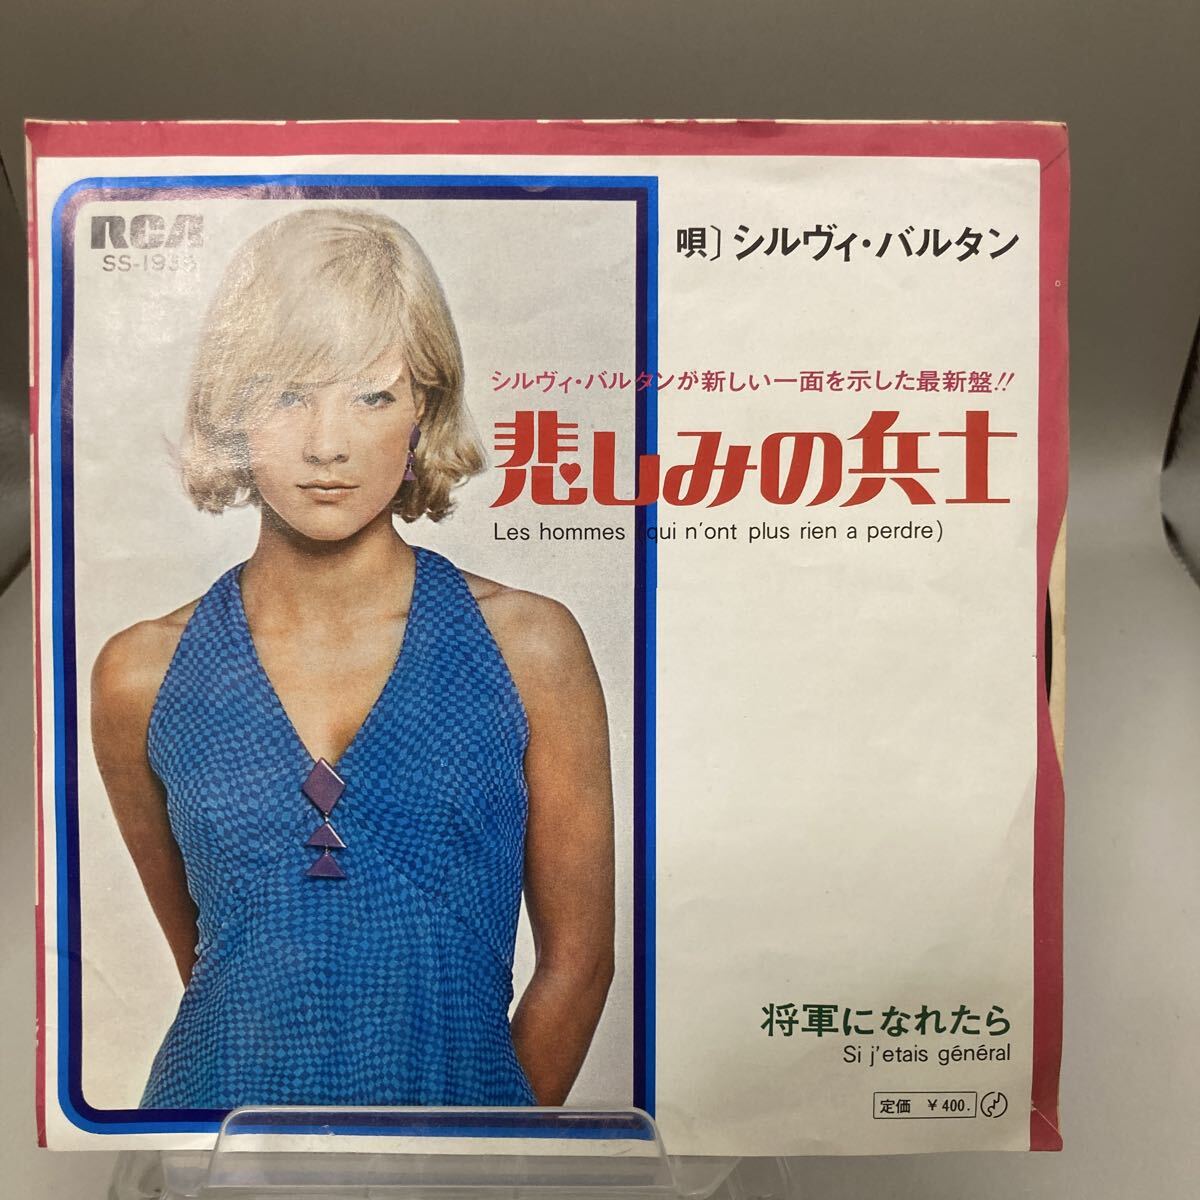 RCA
唄〕シルヴィ・バルタン
シルヴィ・バルタンが新しい一面を示した最新盤!!
悲しみの兵士
Les hommes (qui n'ont plus rien a perdre)
将軍になれたら
Si j'etais général
定価 ￥400.